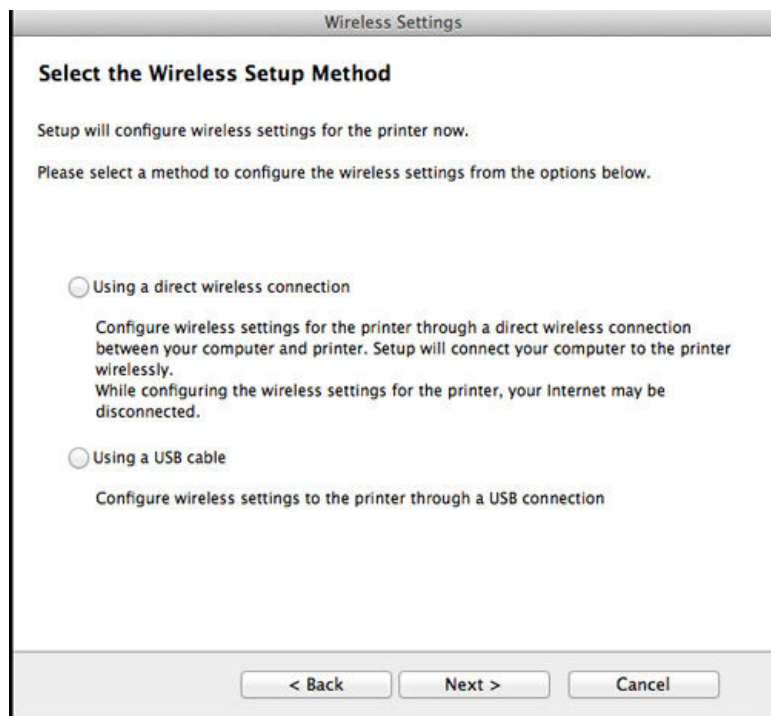 Wireless Settings
Select the Wireless Setup Method
Setup will configure wireless settings for the printer now.
Please select a method to configure the wireless settings from the options below.
Using a direct wireless connection
Configure wireless settings for the printer through a direct wireless connection
between your computer and printer. Setup will connect your computer to the printer
wirelessly.
While configuring the wireless settings for the printer, your Internet may be
disconnected.
Using a USB cable
Configure wireless settings to the printer through a USB connection
< Back Next > Cancel